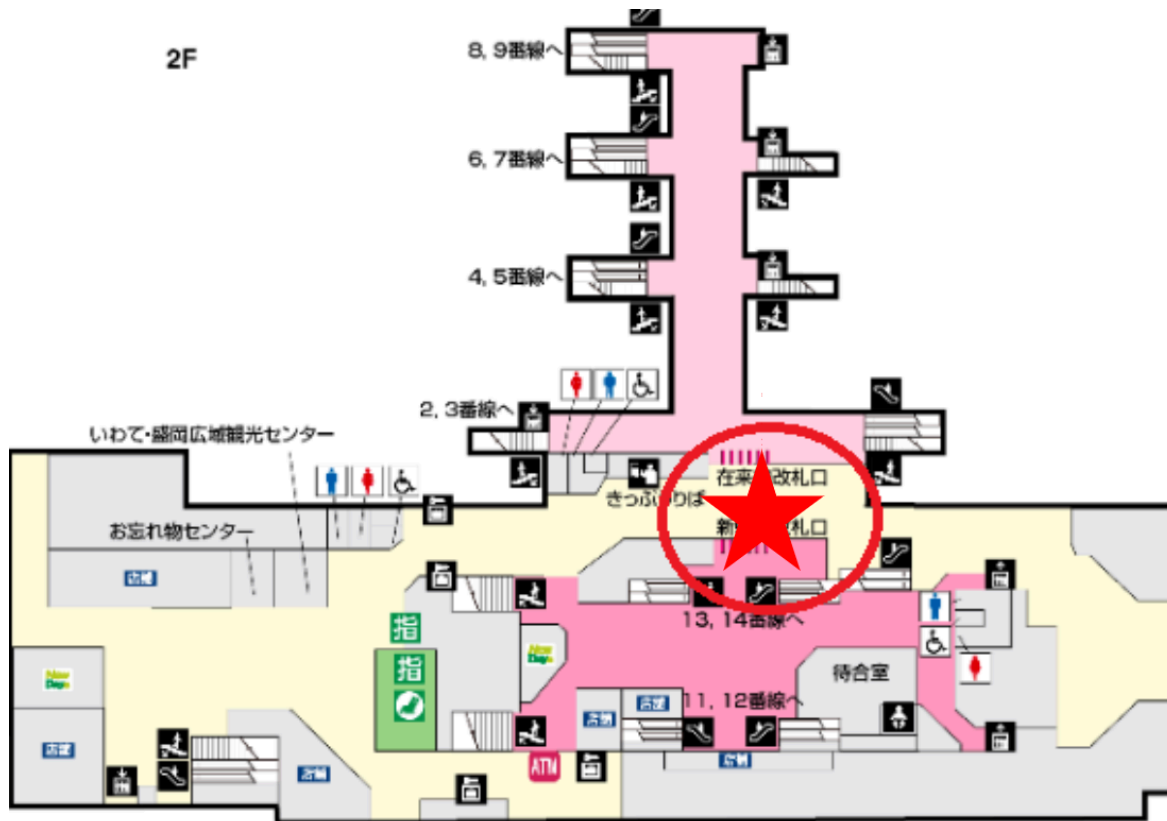 2F
8, 9番線へ
6, 7番線へ
4, 5番線へ
2, 3番線へ
いわて・盛岡広域観光センター
在来 改札口
きっぷうりば
お忘れ物センター
新 改札口
店舗
13, 14番線へ
指
New Days
指
New Days
待合室
11, 12番線へ
店舗
店舗
店舗
店舗
店舗
ATM